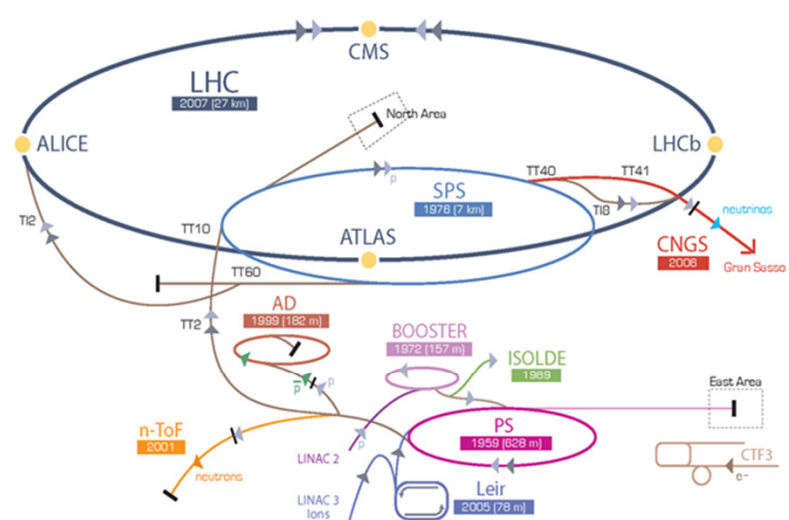 CMS
LHC
2007 (27 km)
North Area
ALICE
LHCb
TT40
TT41
p
SPS
1976 (7 km)
TI8
neutrinos
TI2
TT10
ATLAS
CNGS
2006
Gran Sasso
TT60
AD
1999 (182 m)
TT2
BOOSTER
1972 (157 m)
ISOLDE
1989
p̅
p
East Area
n-ToF
2001
PS
1959 (628 m)
LINAC 2
p
neutrons
CTF3
e-
Leir
2005 (78 m)
LINAC 3
Ions